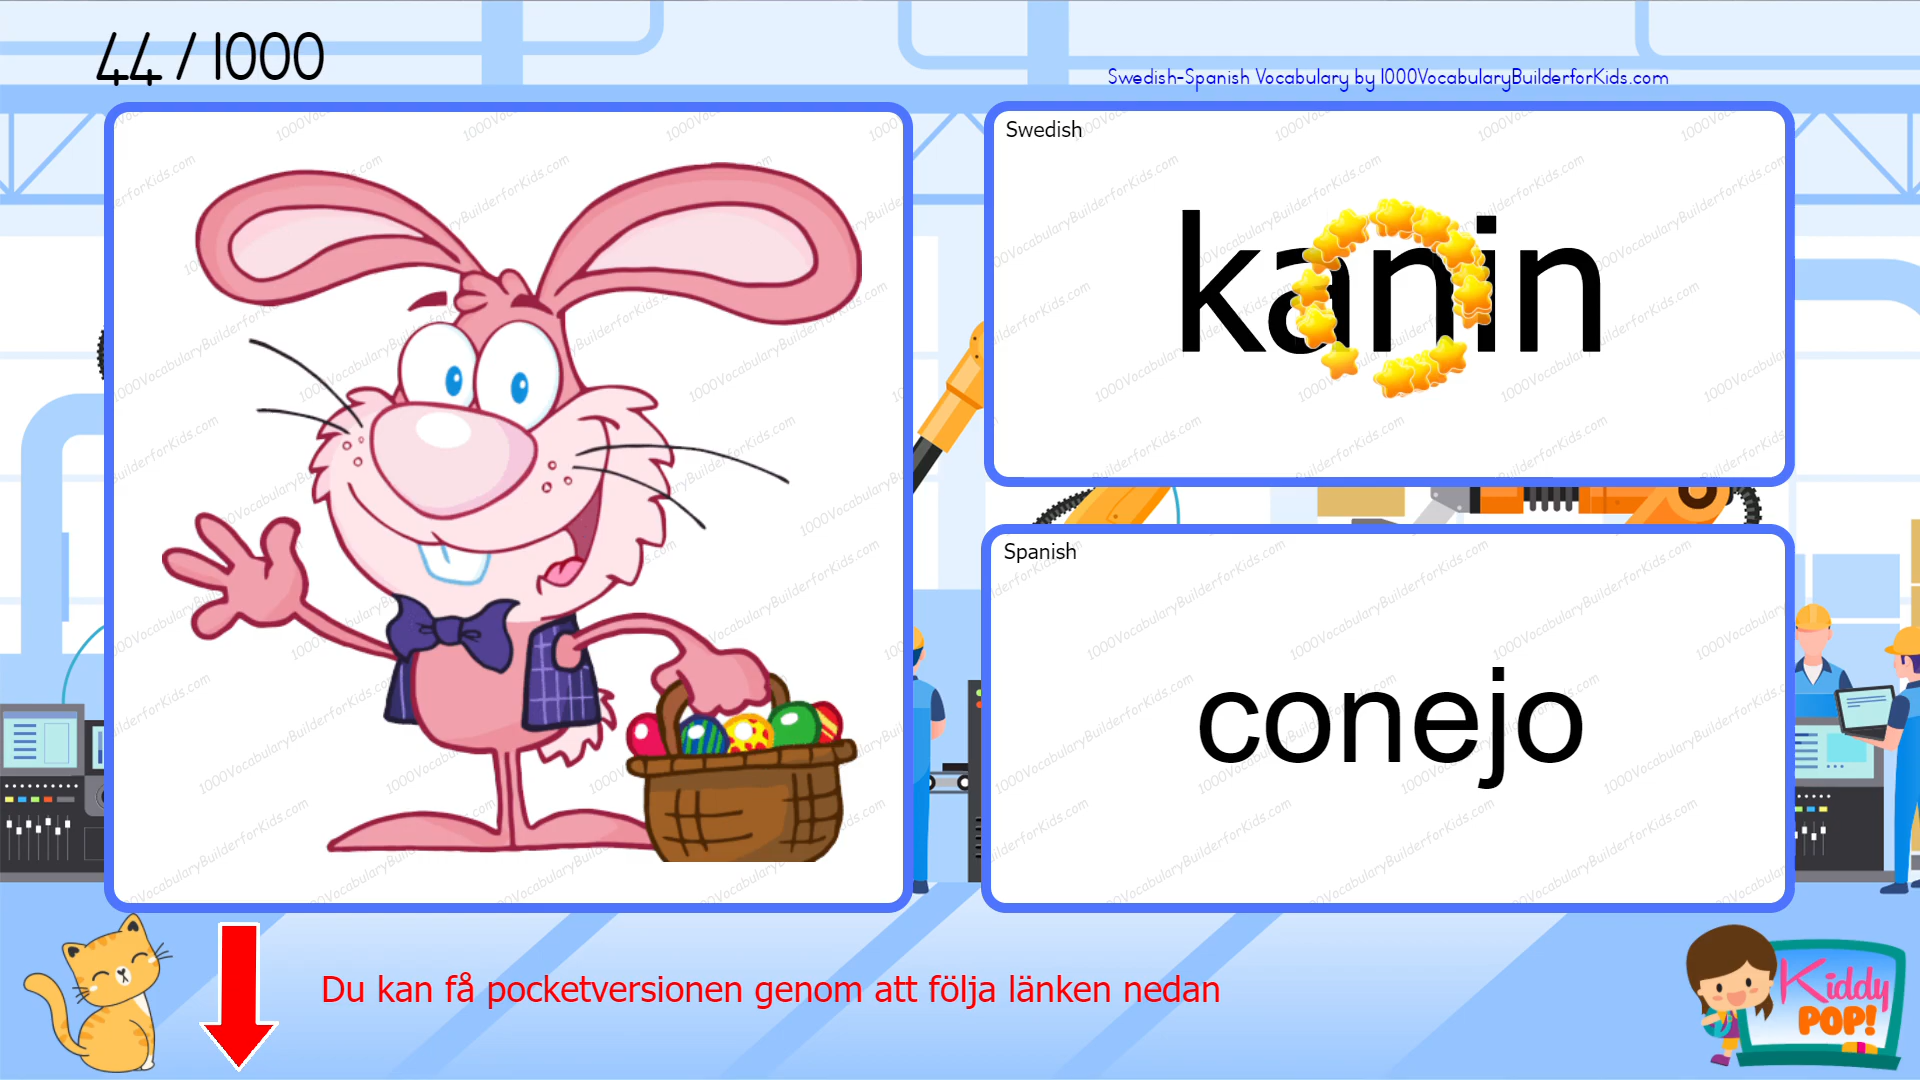 44 / 1000
Swedish-Spanish Vocabulary by 1000VocabularyBuilderforKids.com
Swedish
kanin
Spanish
conejo
Du kan få pocketversionen genom att följa länken nedan
Kiddy
POP!